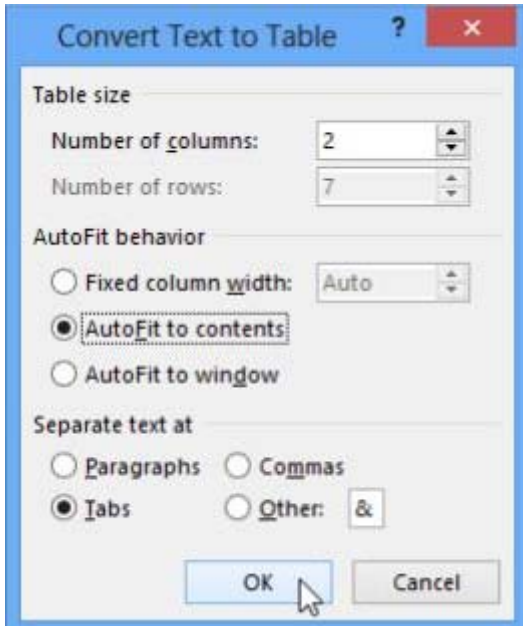 Convert Text to Table ?
Table size
Number of columns: 2
Number of rows: 7
AutoFit behavior
Fixed column width: Auto
AutoFit to contents
AutoFit to window
Separate text at
Paragraphs Commas
Tabs Other: &
OK Cancel